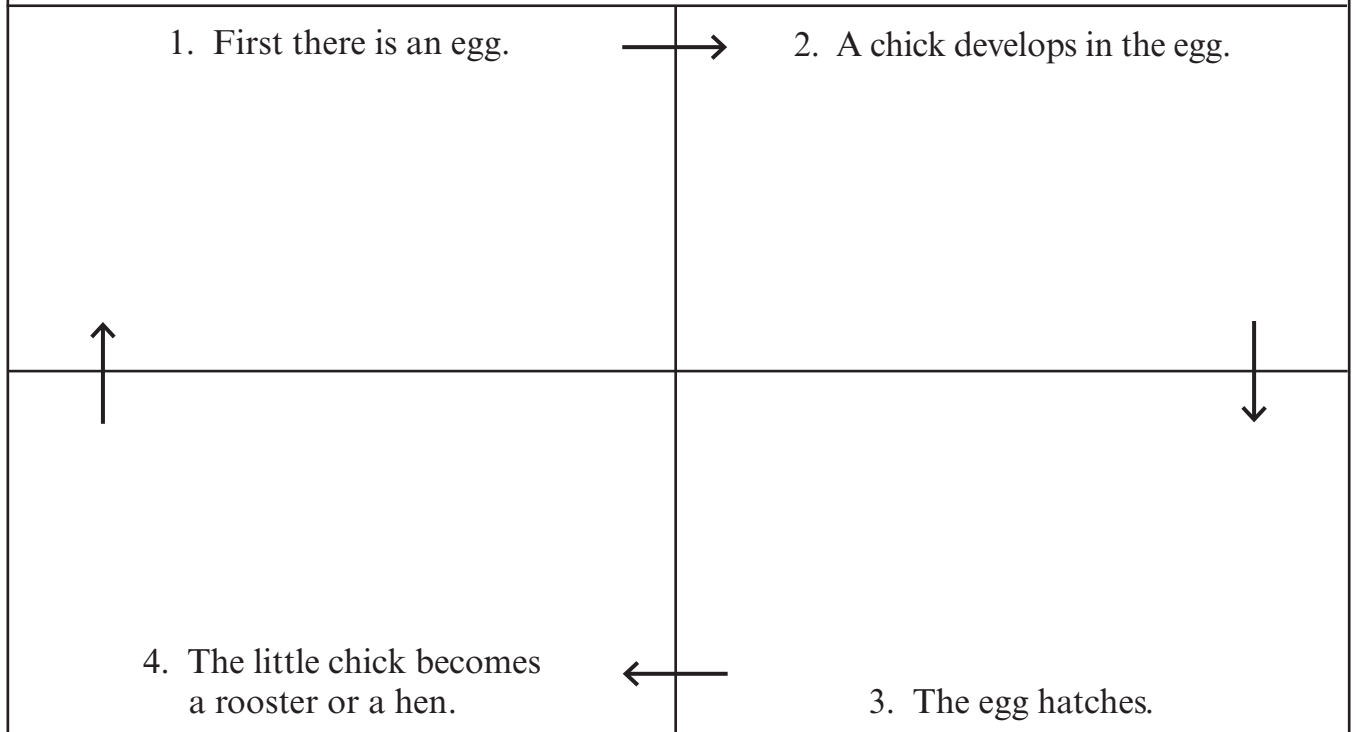 1. First there is an egg.
2. A chick develops in the egg.
3. The egg hatches.
4. The little chick becomes
a rooster or a hen.